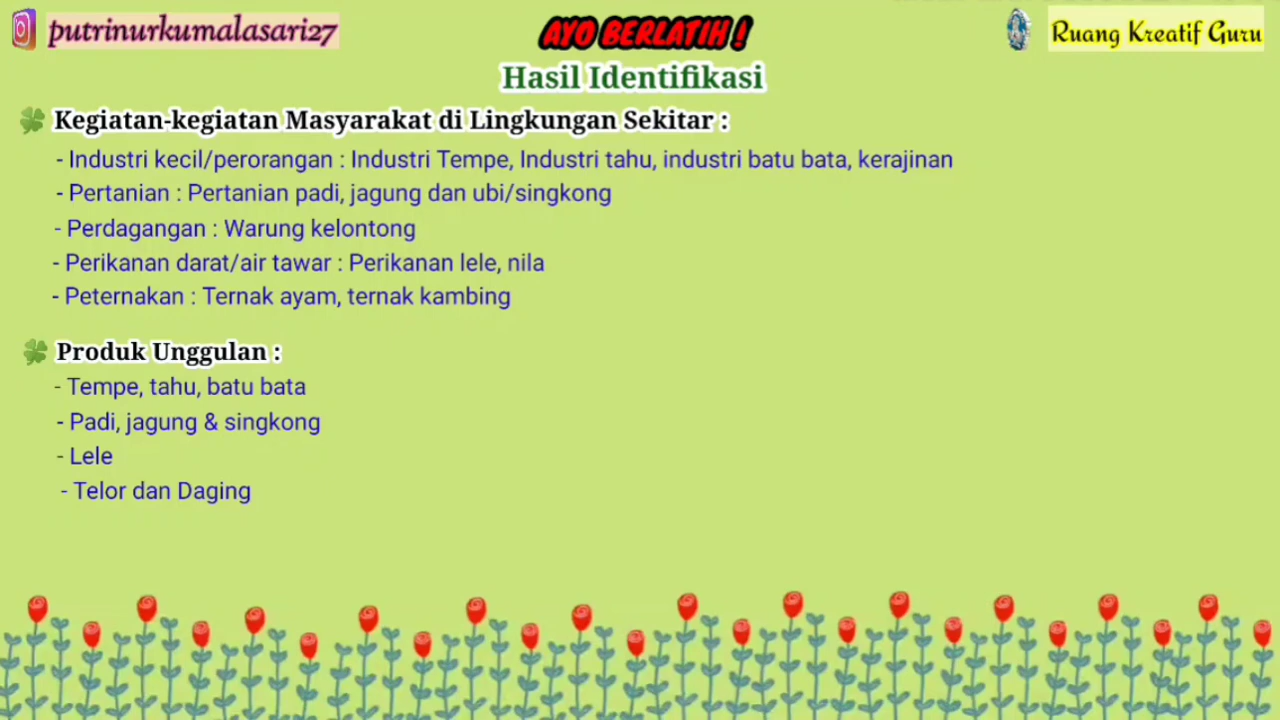 putrinurkumalasari27
AYO BERLATIH !
Ruang Kreatif Guru
Hasil Identifikasi
Kegiatan-kegiatan Masyarakat di Lingkungan Sekitar :
- Industri kecil/perorangan : Industri Tempe, Industri tahu, industri batu bata, kerajinan
- Pertanian : Pertanian padi, jagung dan ubi/singkong
- Perdagangan : Warung kelontong
- Perikanan darat/air tawar : Perikanan lele, nila
- Peternakan : Ternak ayam, ternak kambing
Produk Unggulan :
- Tempe, tahu, batu bata
- Padi, jagung & singkong
- Lele
- Telor dan Daging